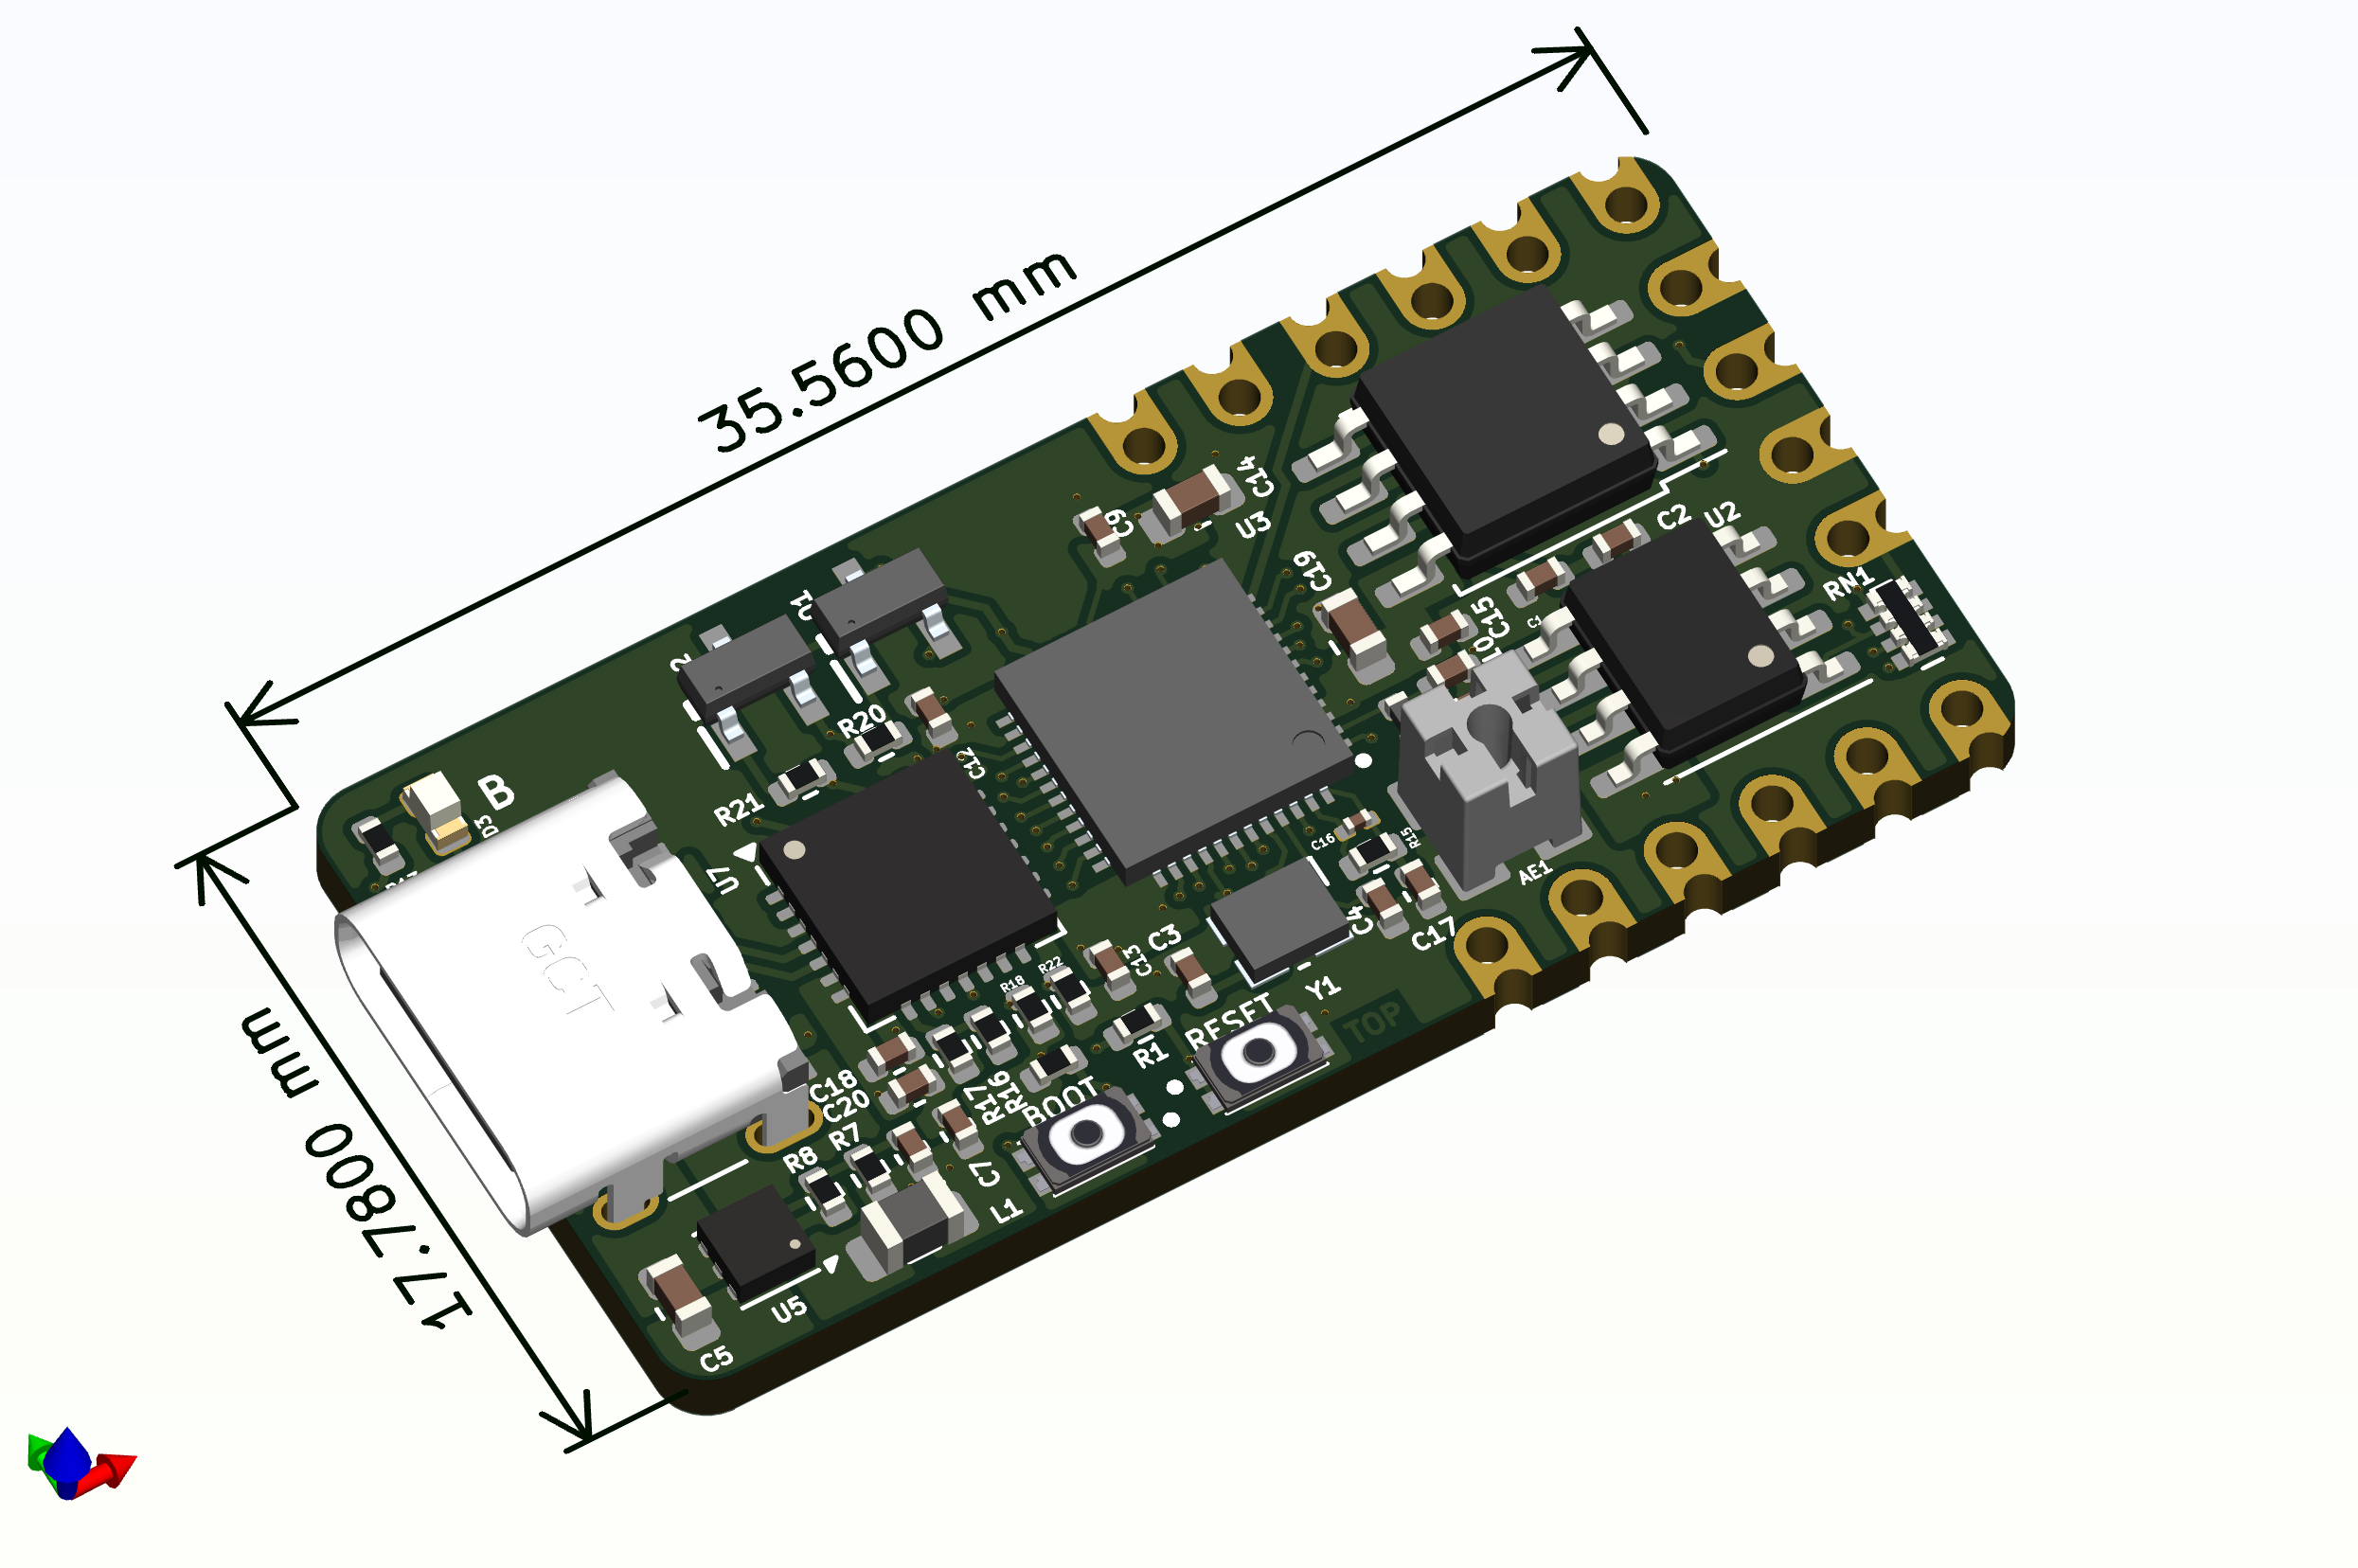 35.5600 mm
17.7800 mm
C14
C9
U3
C19
C2
U2
RN1
C15
C1
R20
C12
R21
B
D3
U7
GCT
C16
R15
AE1
C4
C17
C3
C13
R22
R18
Y1
TOP
RESET
R1
BOOT
C18
C20
R17
R16
R7
R8
C7
L1
U5
C5